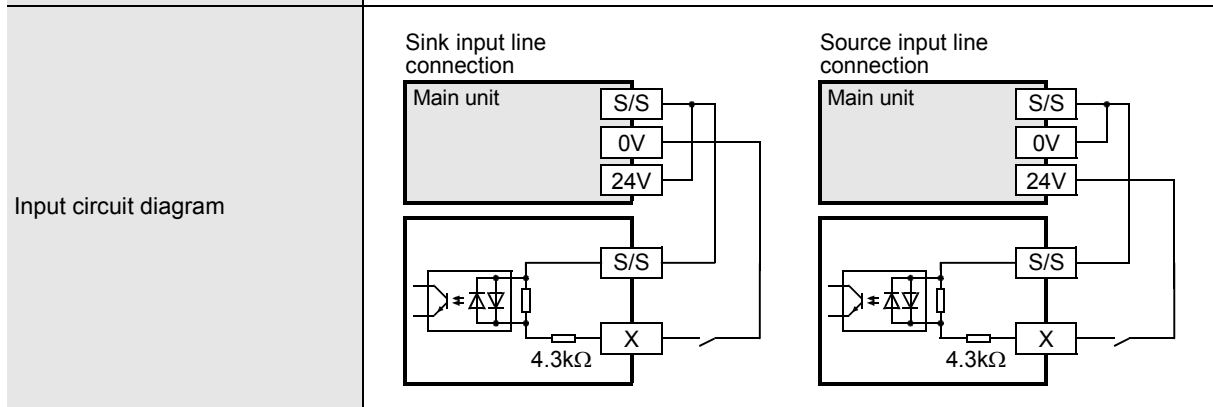 Input circuit diagram
Sink input line
connection
Main unit
S/S
0V
24V
S/S
X
4.3kΩ
Source input line
connection
Main unit
S/S
0V
24V
S/S
X
4.3kΩ